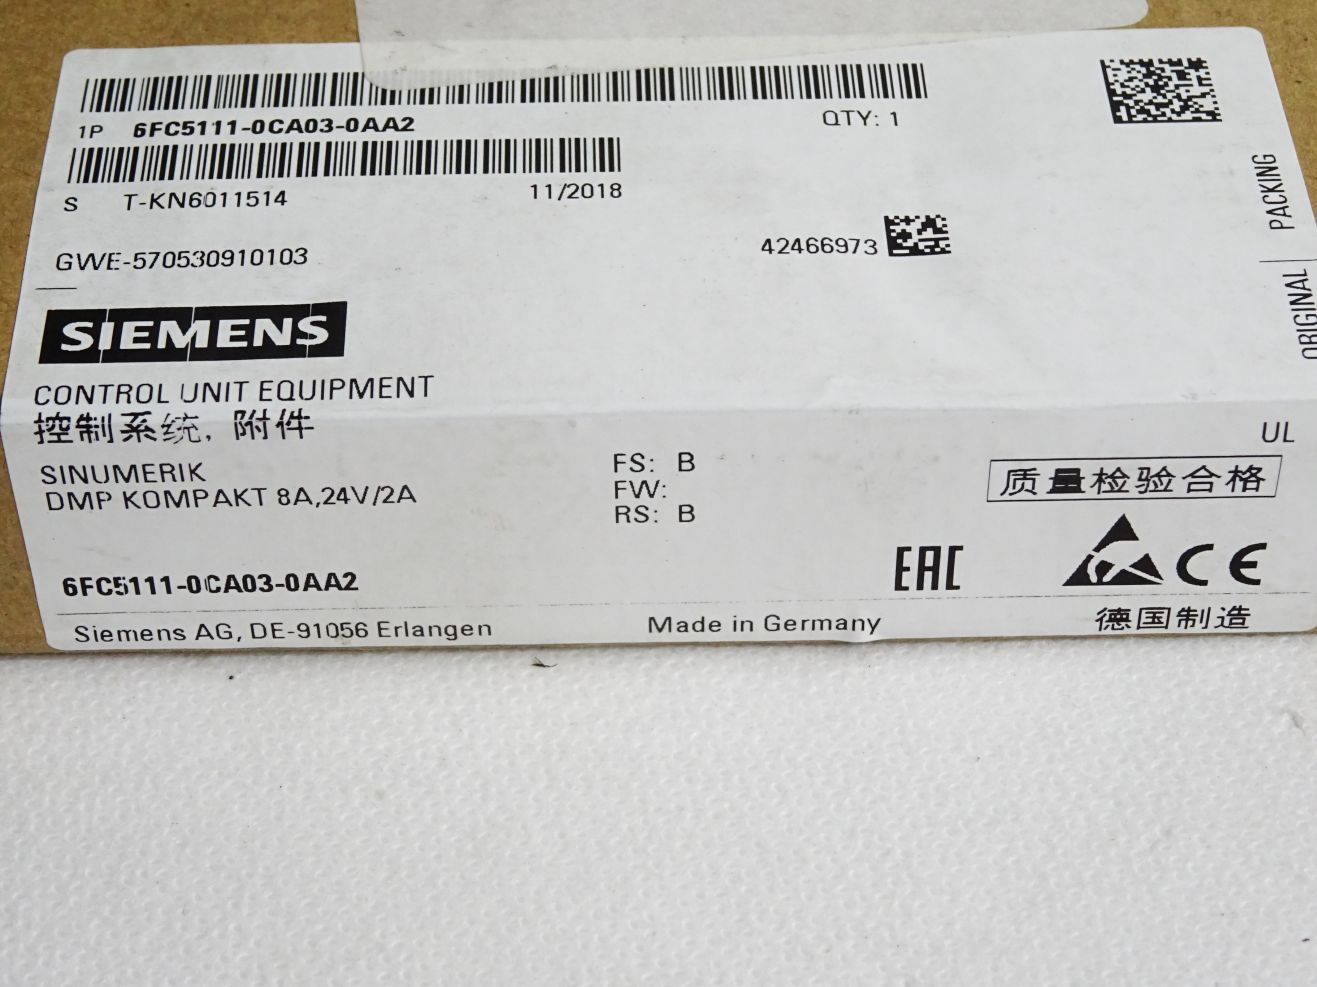 1P 6FC5111-0CA03-0AA2 QTY: 1
S T-KN6011514 11/2018
GWE-570530910103 42466973
ORIGINAL PACKING
SIEMENS
CONTROL UNIT EQUIPMENT
控制系统, 附件
UL
SINUMERIK
DMP KOMPAKT 8A,24V/2A
FS: B
FW:
RS: B
质量检验合格
6FC5111-0CA03-0AA2
EAC CE
Siemens AG, DE-91056 Erlangen Made in Germany 德国制造